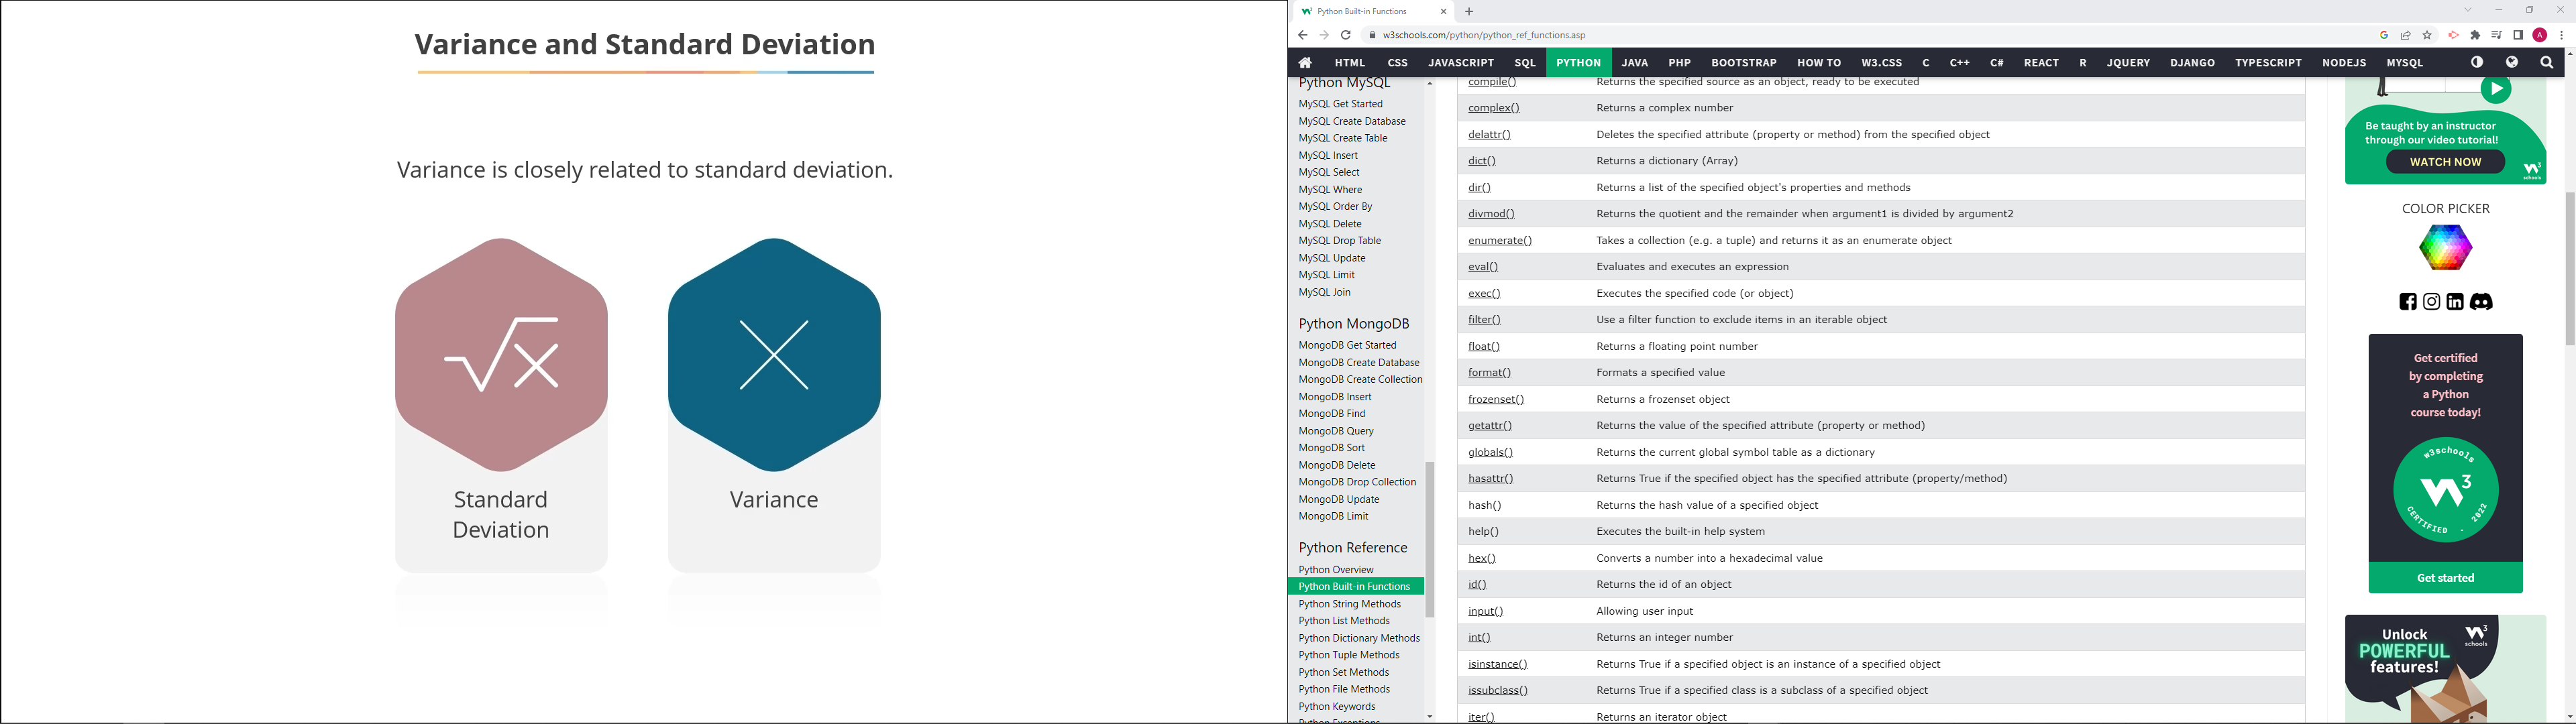 Variance and Standard Deviation
Variance is closely related to standard deviation.
Standard
Deviation
Variance
Python Built-in Functions
w3schools.com/python/python_ref_functions.asp
A
HTML CSS JAVASCRIPT SQL PYTHON JAVA PHP BOOTSTRAP HOW TO W3.CSS C C++ C# REACT R JQUERY DJANGO TYPESCRIPT NODEJS MYSQL
Python MySQL
MySQL Get Started
MySQL Create Database
MySQL Create Table
MySQL Insert
MySQL Select
MySQL Where
MySQL Order By
MySQL Delete
MySQL Drop Table
MySQL Update
MySQL Limit
MySQL Join
Python MongoDB
MongoDB Get Started
MongoDB Create Database
MongoDB Create Collection
MongoDB Insert
MongoDB Find
MongoDB Query
MongoDB Sort
MongoDB Delete
MongoDB Drop Collection
MongoDB Update
MongoDB Limit
Python Reference
Python Overview
Python Built-in Functions
Python String Methods
Python List Methods
Python Dictionary Methods
Python Tuple Methods
Python Set Methods
Python File Methods
Python Keywords
compile() Returns the specified source as an object, ready to be executed
complex() Returns a complex number
delattr() Deletes the specified attribute (property or method) from the specified object
dict() Returns a dictionary (Array)
dir() Returns a list of the specified object's properties and methods
divmod() Returns the quotient and the remainder when argument1 is divided by argument2
enumerate() Takes a collection (e.g. a tuple) and returns it as an enumerate object
eval() Evaluates and executes an expression
exec() Executes the specified code (or object)
filter() Use a filter function to exclude items in an iterable object
float() Returns a floating point number
format() Formats a specified value
frozenset() Returns a frozenset object
getattr() Returns the value of the specified attribute (property or method)
globals() Returns the current global symbol table as a dictionary
hasattr() Returns True if the specified object has the specified attribute (property/method)
hash() Returns the hash value of a specified object
help() Executes the built-in help system
hex() Converts a number into a hexadecimal value
id() Returns the id of an object
input() Allowing user input
int() Returns an integer number
isinstance() Returns True if a specified object is an instance of a specified object
issubclass() Returns True if a specified class is a subclass of a specified object
iter() Returns an iterator object
Be taught by an instructor
through our video tutorial!
WATCH NOW
W3
schools
COLOR PICKER
Get certified
by completing
a Python
course today!
w3schools
W3
CERTIFIED - 2022
Get started
Unlock
POWERFUL
features!
W3
schools